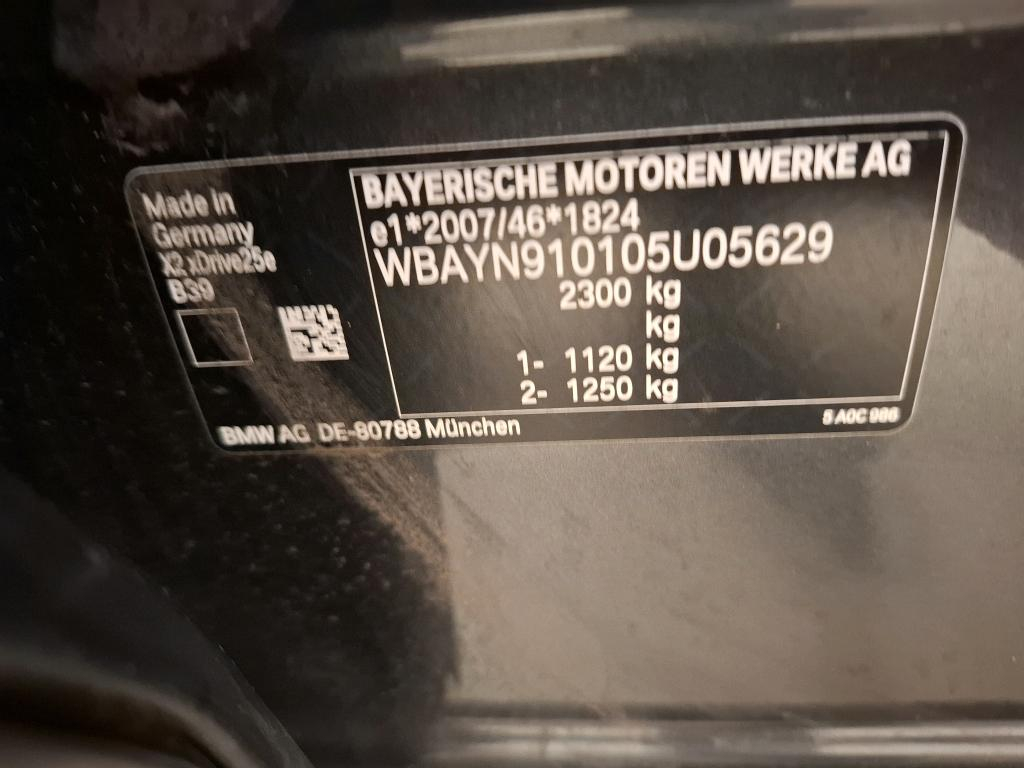 Made in
Germany
X2 xDrive25e
B39
BAYERISCHE MOTOREN WERKE AG
e1*2007/46*1824
WBAYN910105U05629
2300 kg
kg
1- 1120 kg
2- 1250 kg
BMW AG DE-80788 München
5 A0C 986